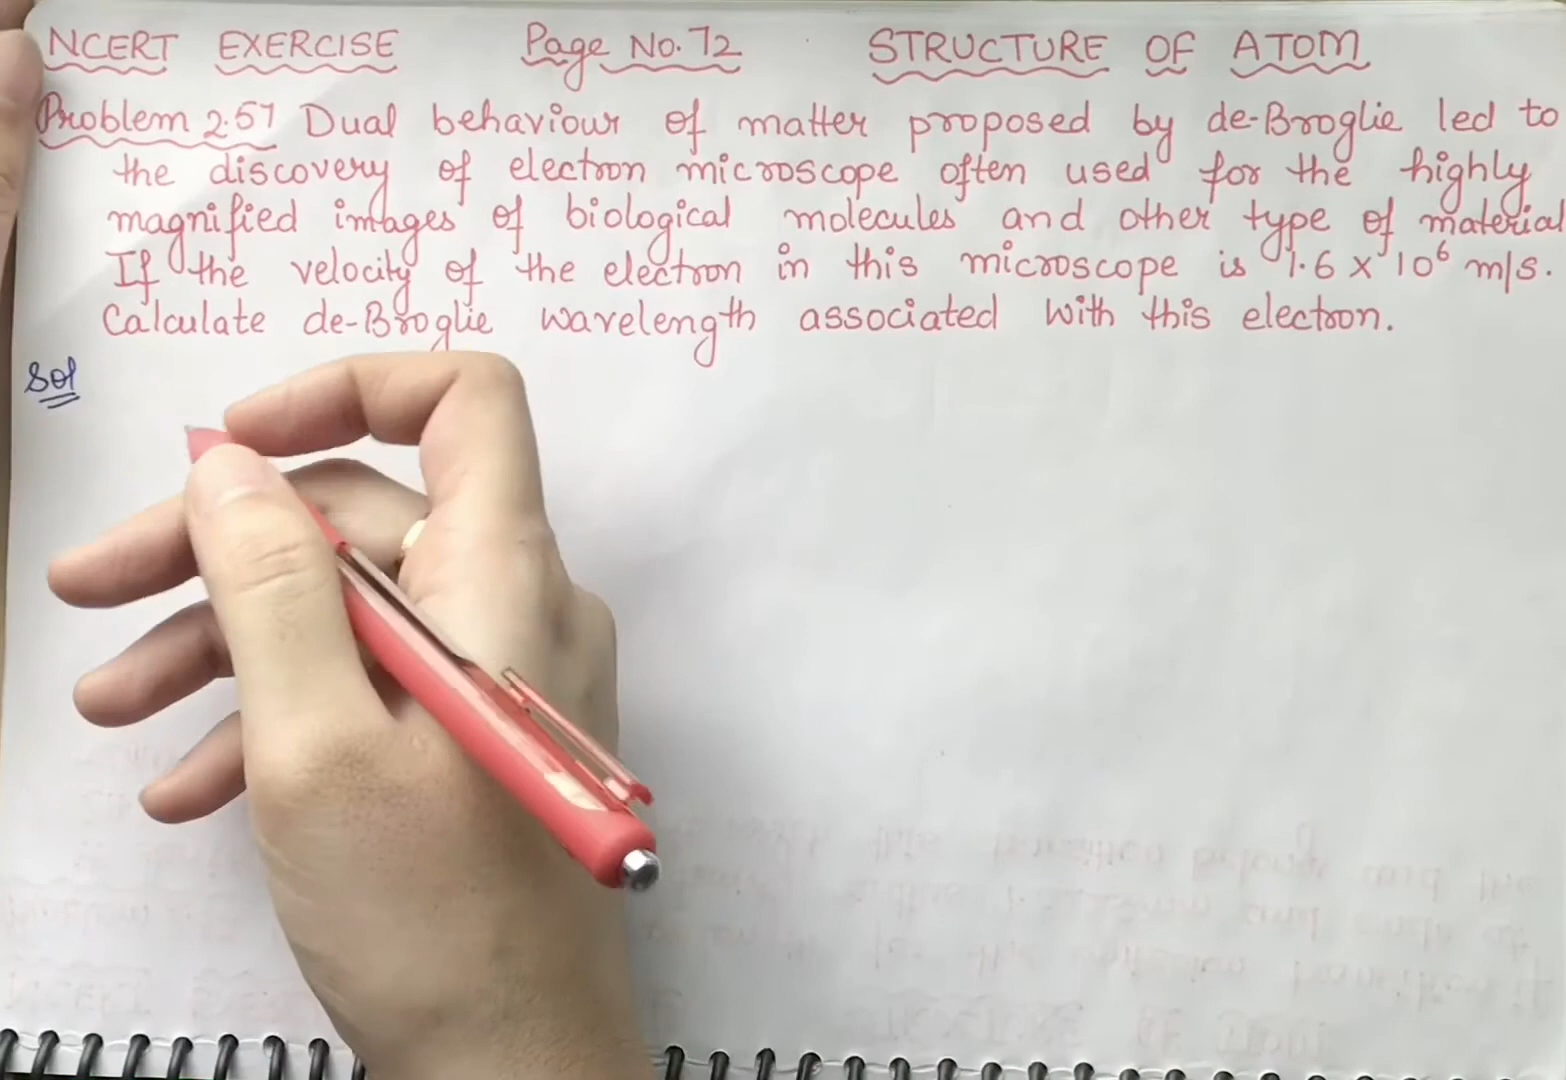 NCERT EXERCISE Page No. 72 STRUCTURE OF ATOM
Problem 2.57 Dual behaviour of matter proposed by de-Broglie led to
the discovery of electron microscope often used for the highly
magnified images of biological molecules and other type of material
If the velocity of the electron in this microscope is 1.6 x 10⁶ m/s.
Calculate de-Broglie wavelength associated with this electron.
Sol